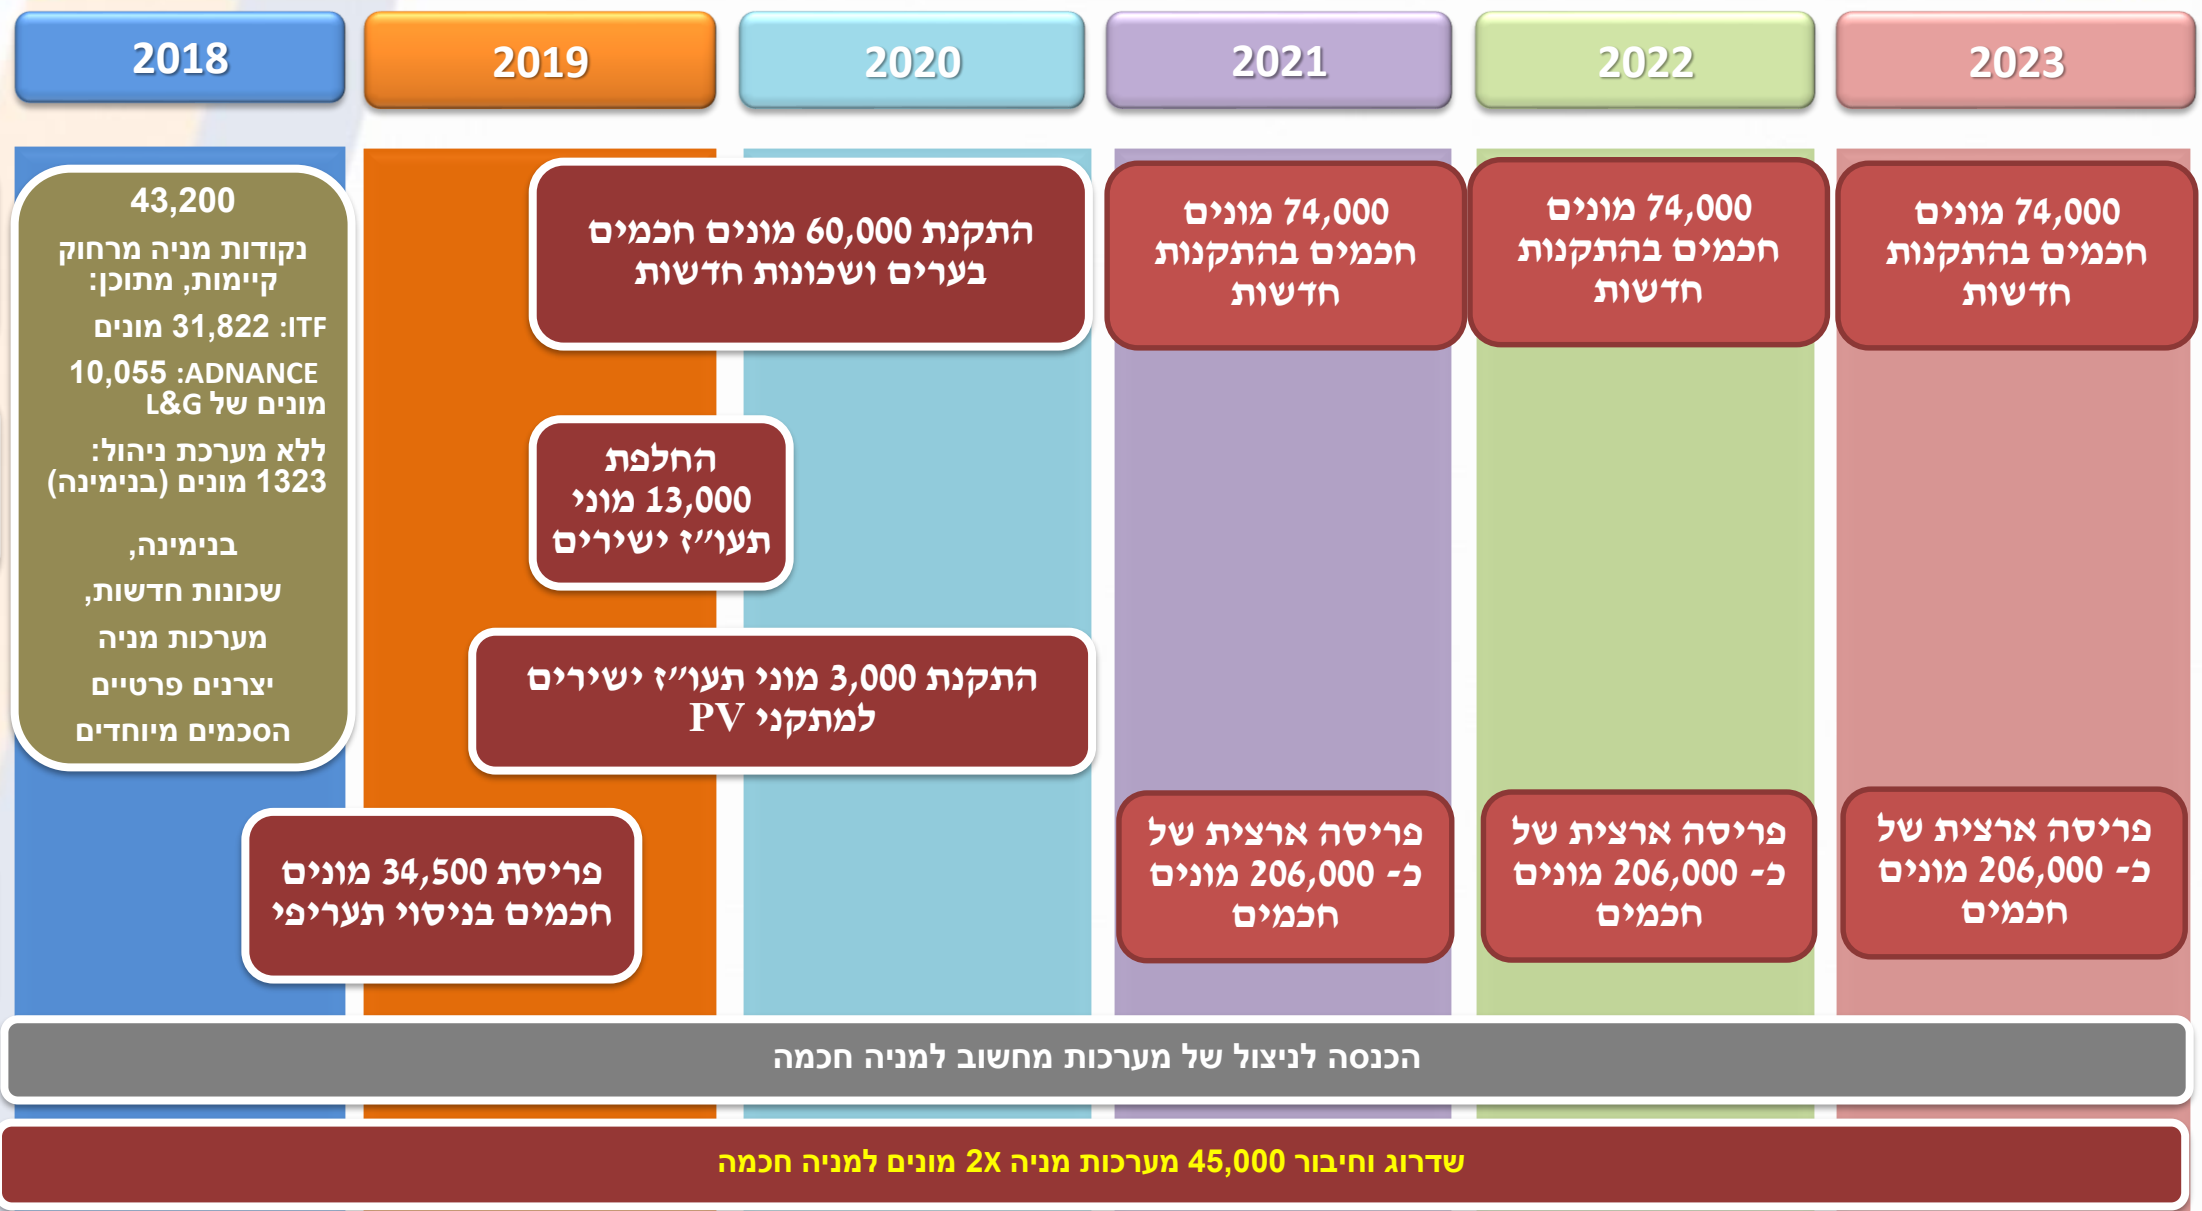 2018
2019
2020
2021
2022
2023
43,200
נקודות מניה מרחוק
קיימות, מתוכן:
ITF: 31,822 מונים
ADNANCE: 10,055
מונים של L&G
ללא מערכת ניהול:
1323 מונים (בנימינה)
בנימינה,
שכונות חדשות,
מערכות מניה
יצרנים פרטיים
הסכמים מיוחדים
התקנת 60,000 מונים חכמים
בערים ושכונות חדשות
74,000 מונים
חכמים בהתקנות
חדשות
74,000 מונים
חכמים בהתקנות
חדשות
74,000 מונים
חכמים בהתקנות
חדשות
החלפת
13,000 מוני
תעו"ז ישירים
התקנת 3,000 מוני תעו"ז ישירים
למתקני PV
פריסת 34,500 מונים
חכמים בניסוי תעריפי
פריסה ארצית של
כ- 206,000 מונים
חכמים
פריסה ארצית של
כ- 206,000 מונים
חכמים
פריסה ארצית של
כ- 206,000 מונים
חכמים
הכנסה לניצול של מערכות מחשוב למניה חכמה
שדרוג וחיבור 45,000 מערכות מניה 2X מונים למניה חכמה